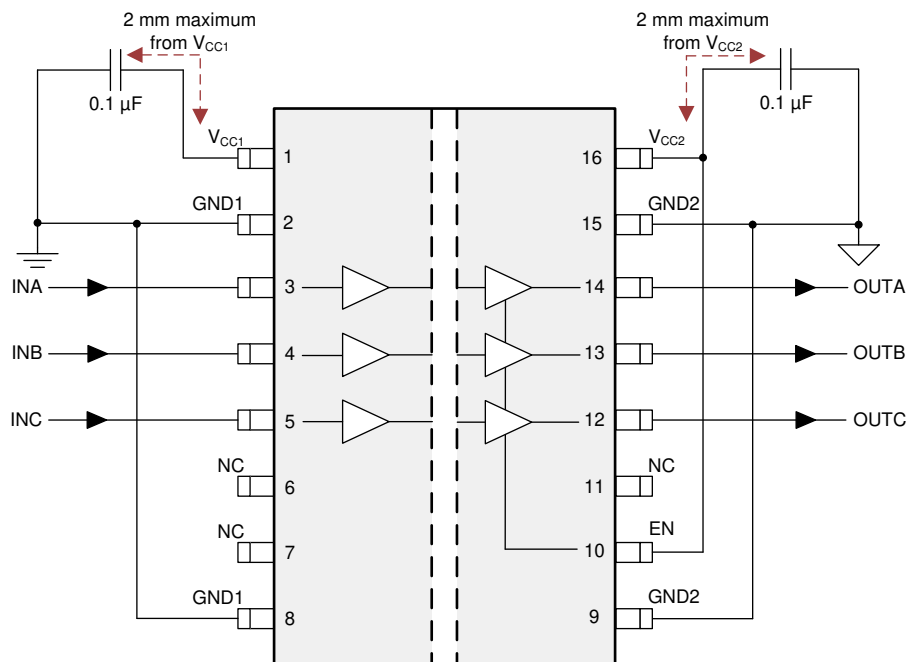 2 mm maximum
from VCC1
2 mm maximum
from VCC2
0.1 µF
0.1 µF
VCC1
1
16
VCC2
GND1
2
15
GND2
INA
3
14
OUTA
INB
4
13
OUTB
INC
5
12
OUTC
NC
6
11
NC
NC
7
10
EN
GND1
8
9
GND2